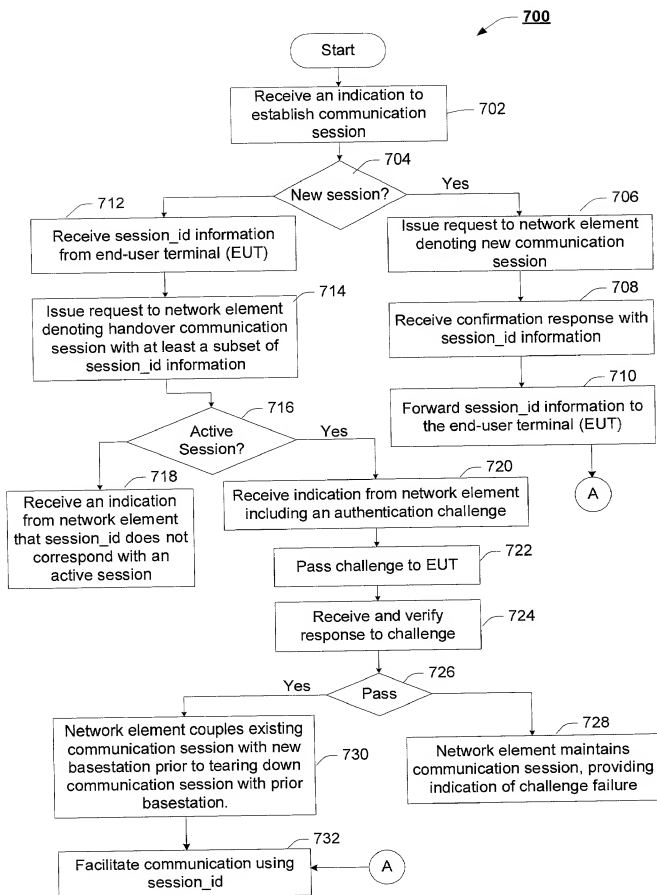 700
Start
Receive an indication to
establish communication
session
702
704
New session?
Yes
712
Receive session_id information
from end-user terminal (EUT)
706
Issue request to network element
denoting new communication
session
714
Issue request to network element
denoting handover communication
session with at least a subset of
session_id information
708
Receive confirmation response with
session_id information
710
Forward session_id information to
the end-user terminal (EUT)
A
716
Active
Session?
Yes
718
Receive an indication
from network element
that session_id does not
correspond with an
active session
720
Receive indication from network element
including an authentication challenge
Pass challenge to EUT
722
Receive and verify
response to challenge
724
726
Pass
Yes
Network element couples existing
communication session with new
basestation prior to tearing down
communication session with prior
basestation.
730
728
Network element maintains
communication session, providing
indication of challenge failure
732
Facilitate communication using
session_id
A